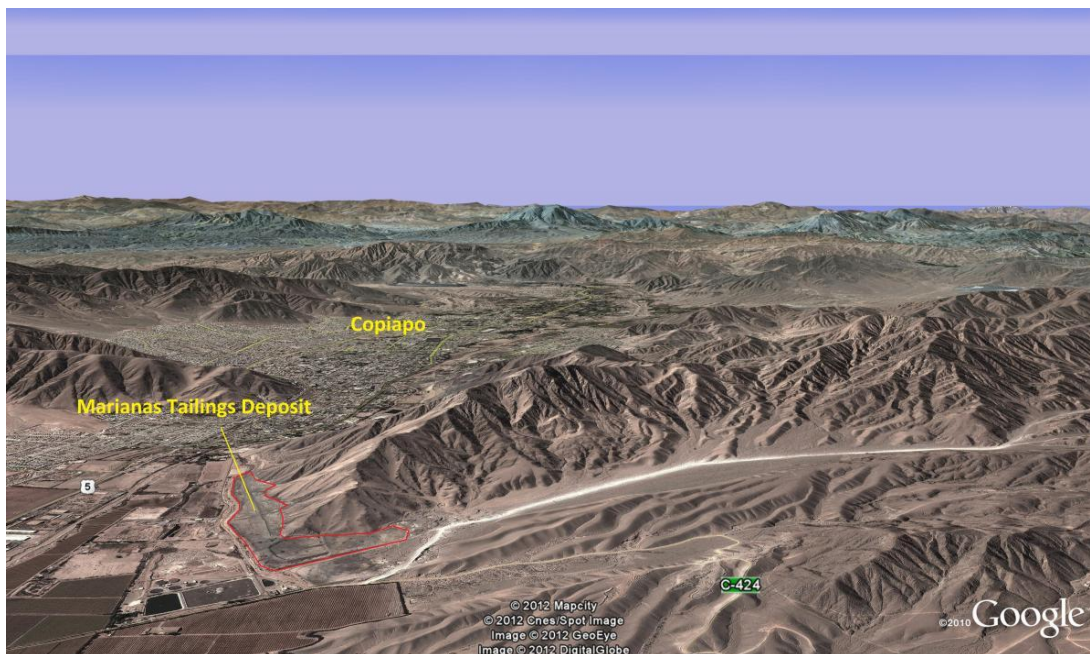 Copiapo
Marianas Tailings Deposit
5
C-424
© 2012 Mapcity
© 2012 Cnes/Spot Image
Image © 2012 GeoEye
Image © 2012 DigitalGlobe
©2010 Google